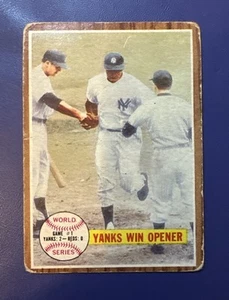 WORLD
GAME #1
YANKS: 2—REDS: 0
SERIES
YANKS WIN OPENER